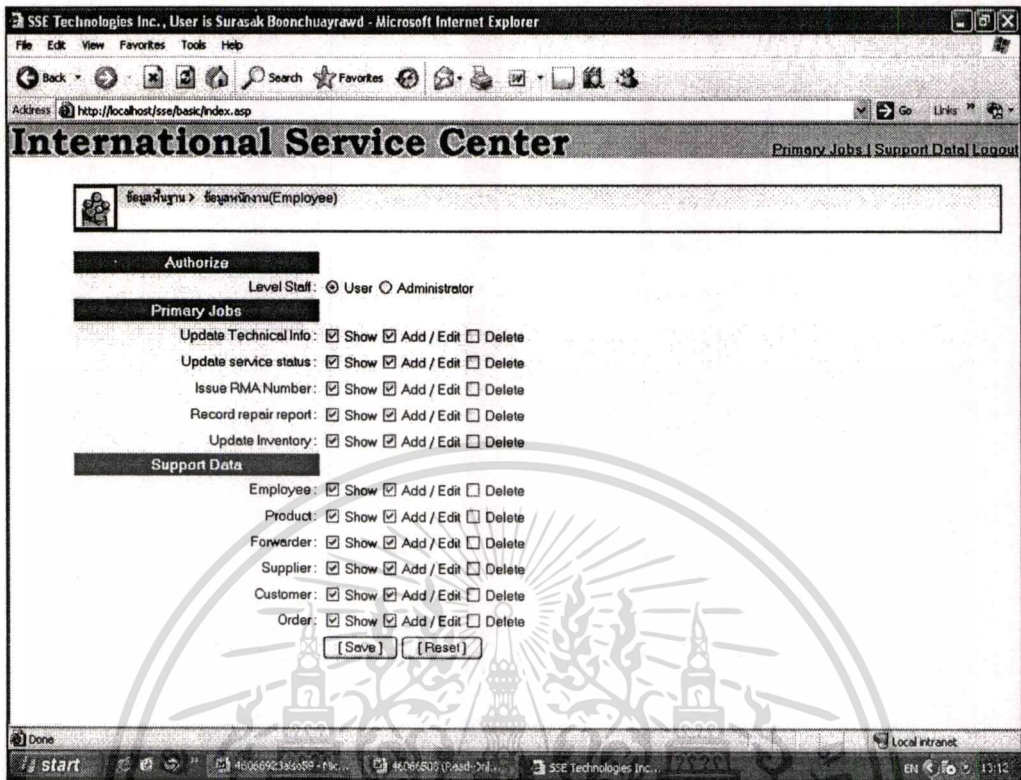 SSE Technologies Inc., User is Surasak Boonchuayrawd - Microsoft Internet Explorer
File Edit View Favorites Tools Help
Back Search Favorites
Address http://localhost/sse/basic/index.asp Go Links »
International Service Center Primary Jobs | Support Data| Logout
ข้อมูลพื้นฐาน > ข้อมูลพนักงาน(Employee)
Authorize
Level Staff: User Administrator
Primary Jobs
Update Technical Info: Show Add / Edit Delete
Update service status: Show Add / Edit Delete
Issue RMA Number: Show Add / Edit Delete
Record repair report: Show Add / Edit Delete
Update Inventory: Show Add / Edit Delete
Support Data
Employee: Show Add / Edit Delete
Product: Show Add / Edit Delete
Forwarder: Show Add / Edit Delete
Supplier: Show Add / Edit Delete
Customer: Show Add / Edit Delete
Order: Show Add / Edit Delete
[Save] [Reset]
Done Local intranet
start SSE Technologies Inc... EN 13:12